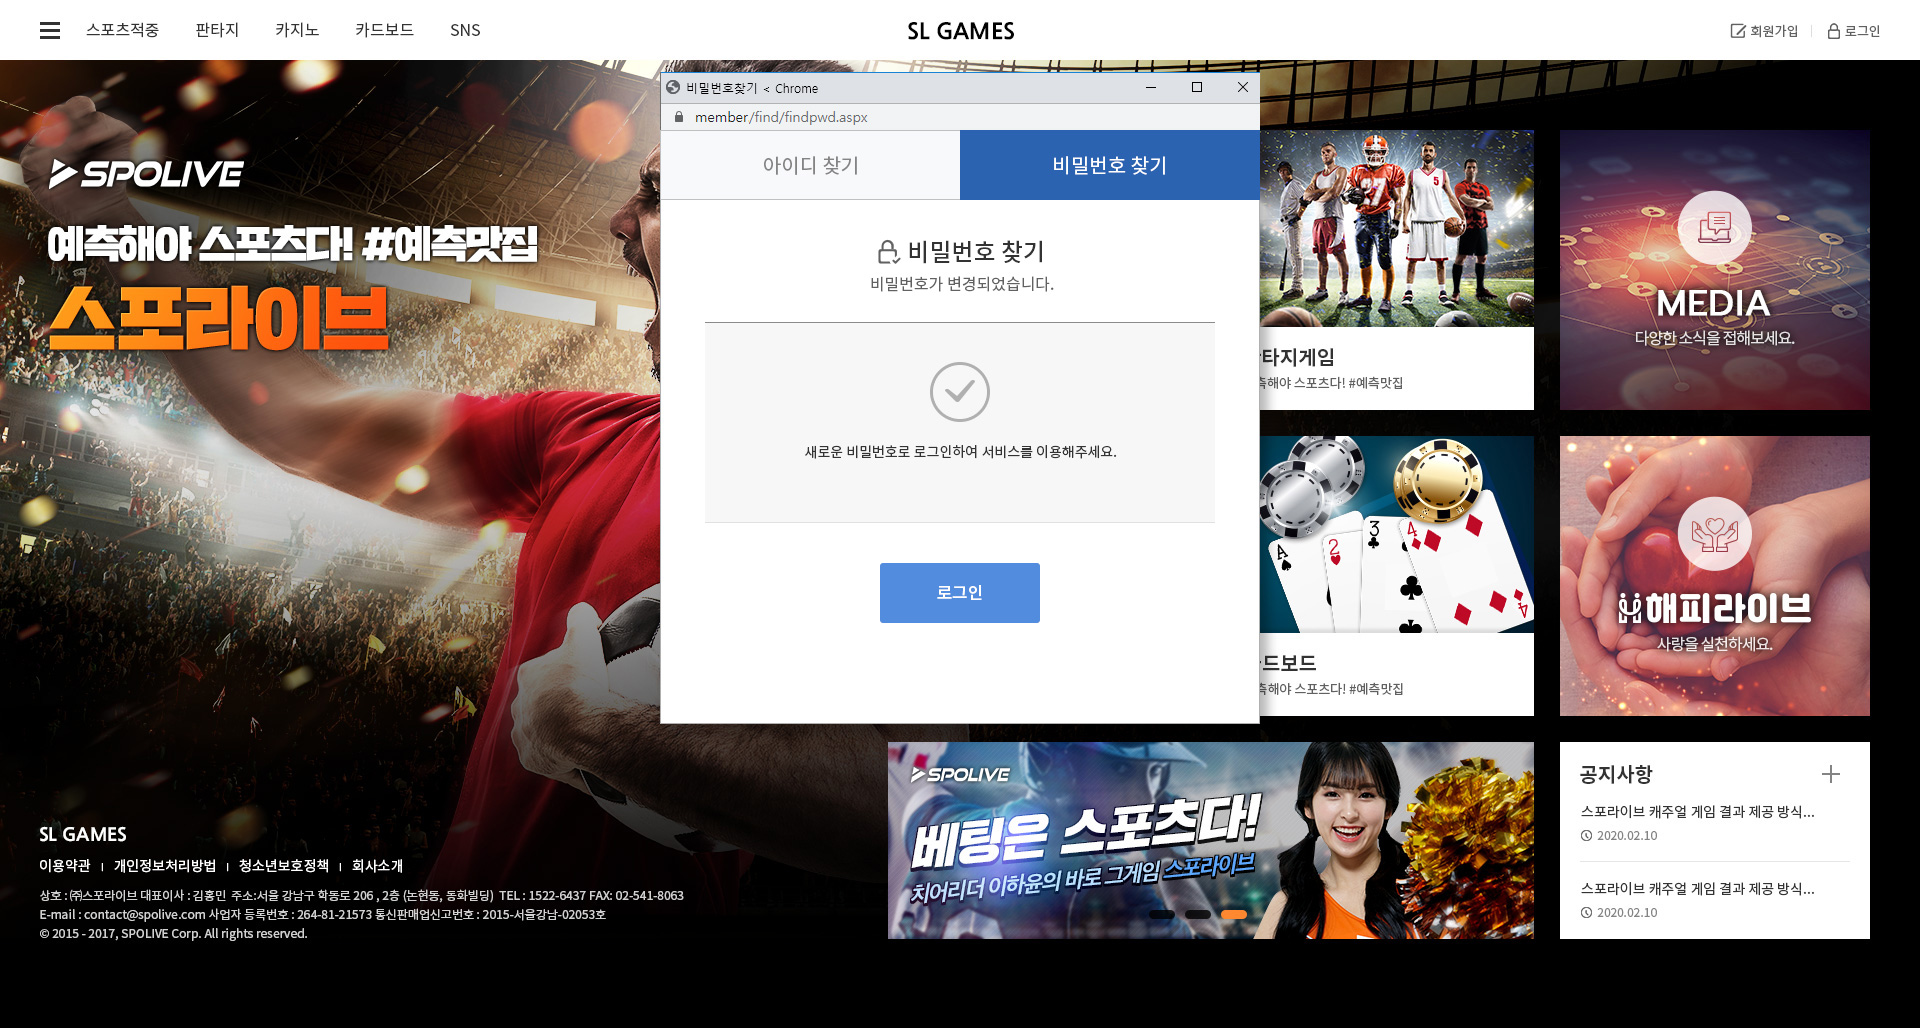 스포츠적중 판타지 카지노 카드보드 SNS
SL GAMES
회원가입 로그인
비밀번호찾기 < Chrome
member/find/findpwd.aspx
아이디 찾기 비밀번호 찾기
비밀번호 찾기
비밀번호가 변경되었습니다.
새로운 비밀번호로 로그인하여 서비스를 이용해주세요.
로그인
SPOLIVE
예측해야 스포츠다! #예측맛집
스포라이브
타지게임
측해야 스포츠다! #예측맛집
MEDIA
다양한 소식을 접해보세요.
드보드
측해야 스포츠다! #예측맛집
해피라이브
사랑을 실천하세요.
SPOLIVE
베팅은 스포츠다!
치어리더 이하윤의 바로 그게임 스포라이브
공지사항
스포라이브 캐주얼 게임 결과 제공 방식...
2020.02.10
스포라이브 캐주얼 게임 결과 제공 방식...
2020.02.10
SL GAMES
이용약관 개인정보처리방법 청소년보호정책 회사소개
상호 : ㈜스포라이브 대표이사 : 김홍민 주소:서울 강남구 학동로 206 , 2층 (논현동, 동화빌딩) TEL : 1522-6437 FAX: 02-541-8063
E-mail : contact@spolive.com 사업자 등록번호 : 264-81-21573 통신판매업신고번호 : 2015-서울강남-02053호
© 2015 - 2017, SPOLIVE Corp. All rights reserved.